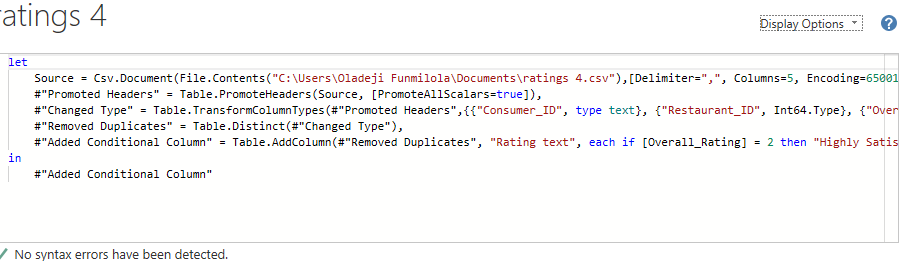 ratings 4
Display Options
?
let
Source = Csv.Document(File.Contents("C:\Users\Oladeji Funmilola\Documents\ratings 4.csv"),[Delimiter=",", Columns=5, Encoding=65001
#"Promoted Headers" = Table.PromoteHeaders(Source, [PromoteAllScalars=true]),
#"Changed Type" = Table.TransformColumnTypes(#"Promoted Headers",{{"Consumer_ID", type text}, {"Restaurant_ID", Int64.Type}, {"Over
#"Removed Duplicates" = Table.Distinct(#"Changed Type"),
#"Added Conditional Column" = Table.AddColumn(#"Removed Duplicates", "Rating text", each if [Overall_Rating] = 2 then "Highly Satis
in
#"Added Conditional Column"
No syntax errors have been detected.